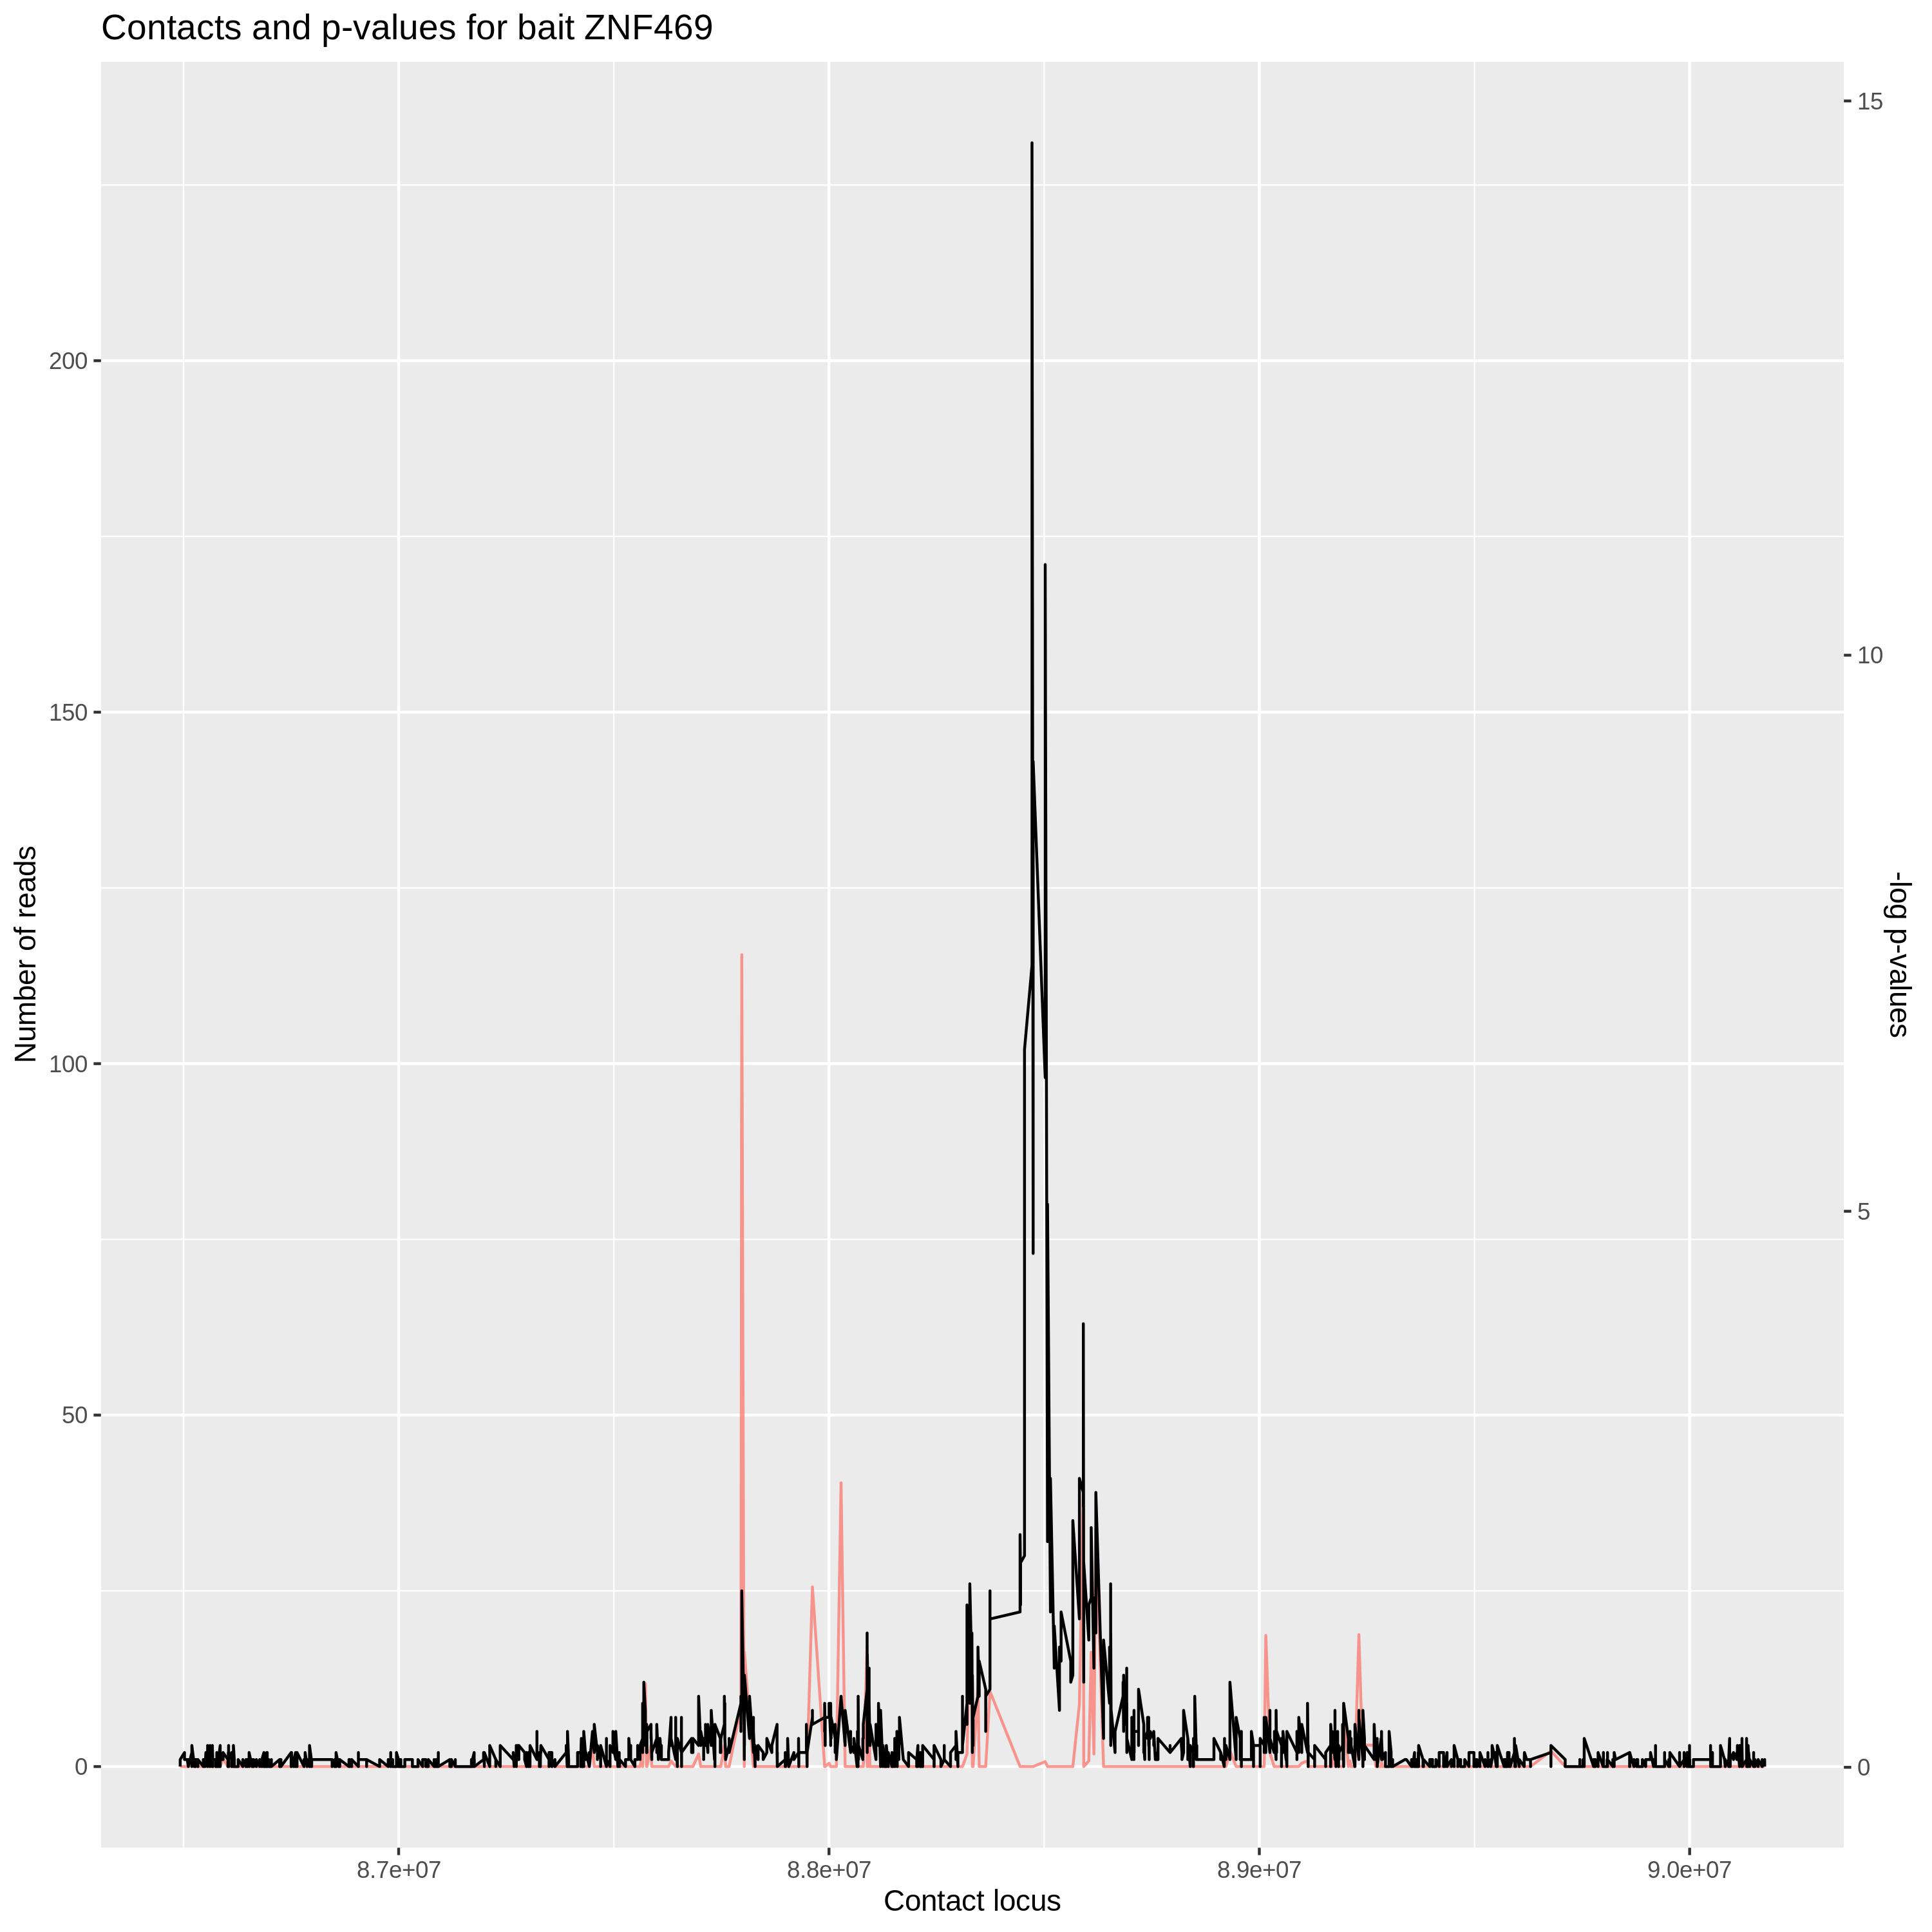 Contacts and p-values for bait ZNF469
15
200
10
150
Number of reads
-log p-values
100
5
50
0
0
8.7e+07
8.8e+07
8.9e+07
9.0e+07
Contact locus